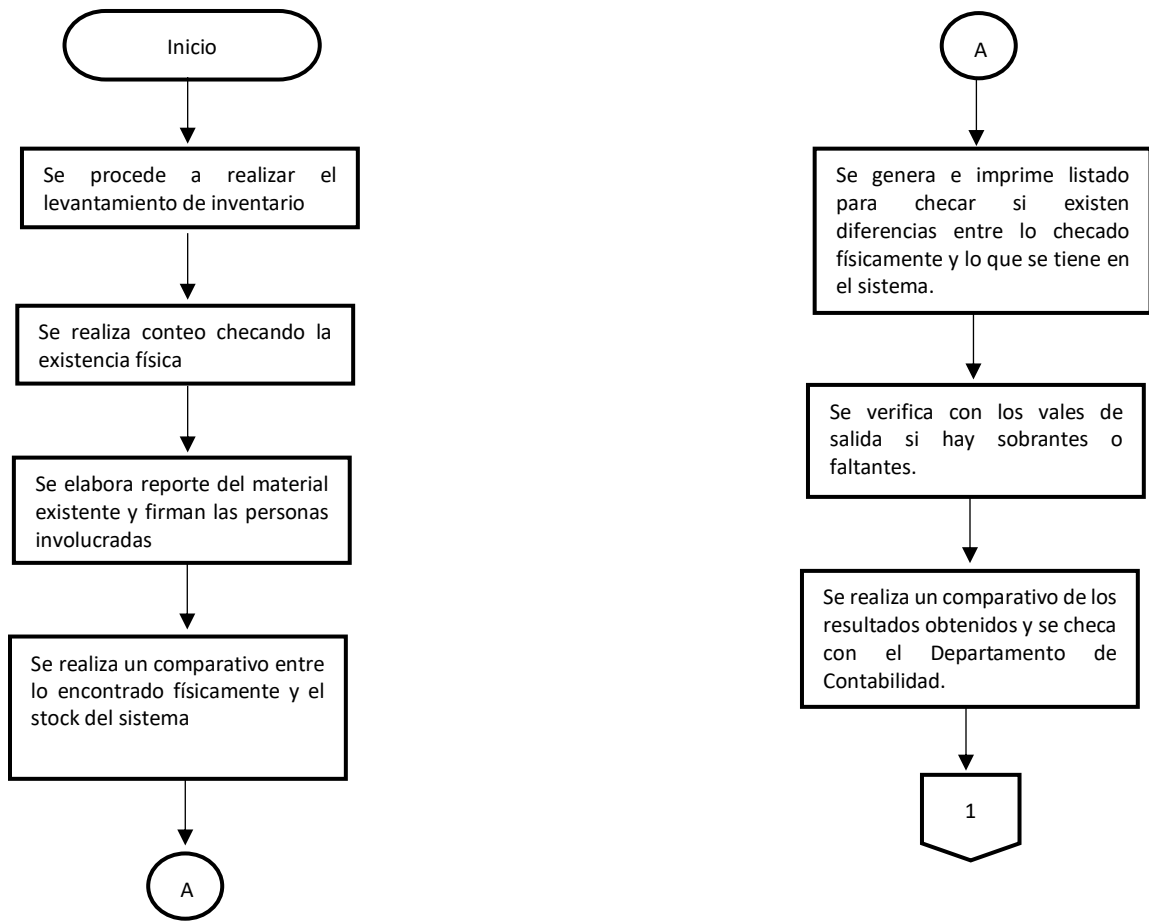 Inicio
Se procede a realizar el
levantamiento de inventario
Se realiza conteo checando la
existencia física
Se elabora reporte del material
existente y firman las personas
involucradas
Se realiza un comparativo entre
lo encontrado físicamente y el
stock del sistema
A
A
Se genera e imprime listado
para checar si existen
diferencias entre lo checado
físicamente y lo que se tiene en
el sistema.
Se verifica con los vales de
salida si hay sobrantes o
faltantes.
Se realiza un comparativo de los
resultados obtenidos y se checa
con el Departamento de
Contabilidad.
1